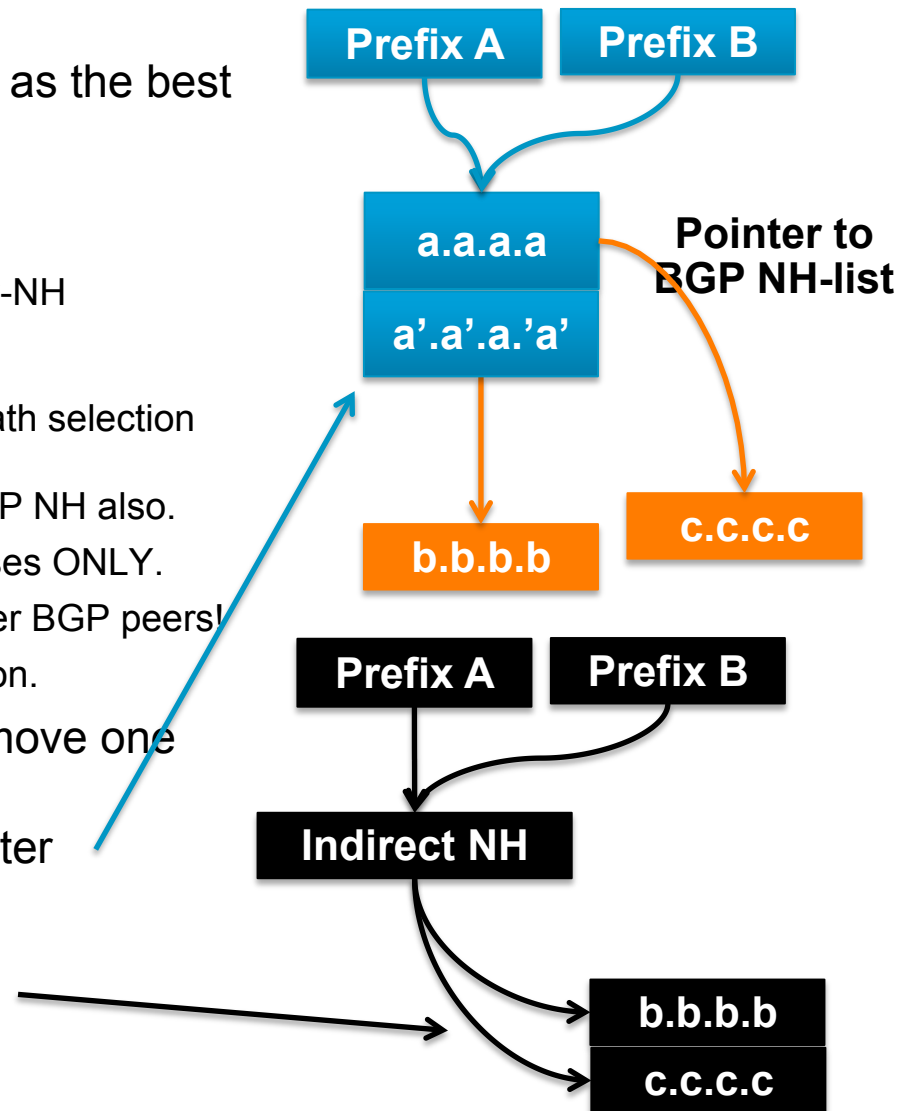 Prefix A
Prefix B
as the best
a.a.a.a
Pointer to
BGP NH-list
-NH
a’.a’.a.’a’
ath selection
P NH also.
c.c.c.c
b.b.b.b
ses ONLY.
er BGP peers!
on.
Prefix A
Prefix B
move one
Indirect NH
ter
b.b.b.b
c.c.c.c